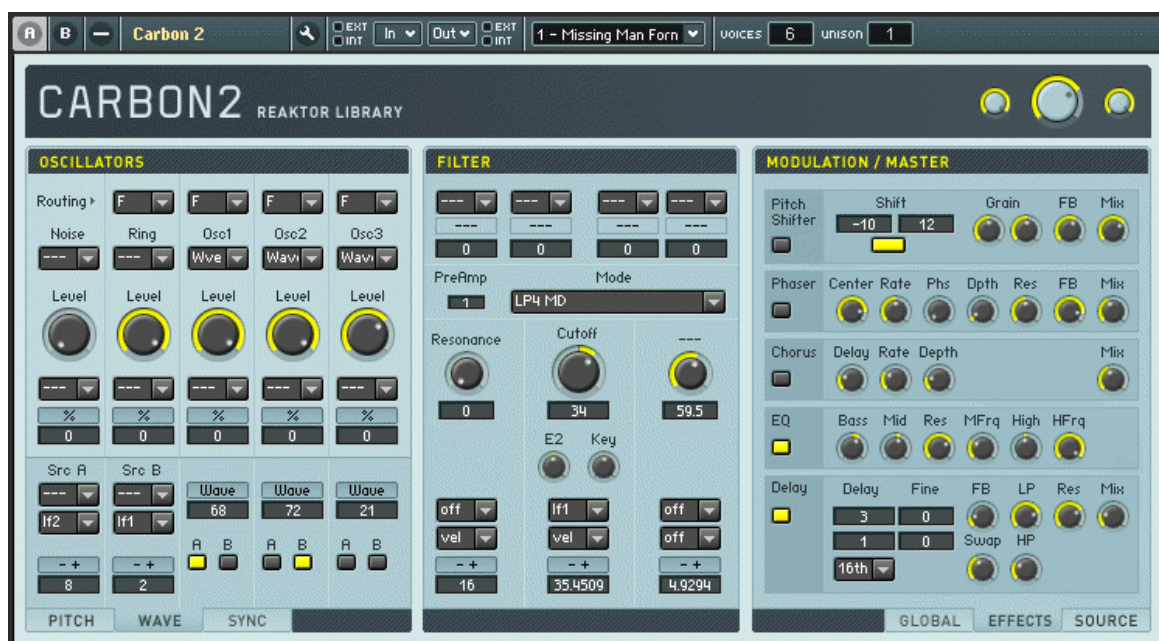 A B Carbon 2 EXT INT In Out EXT INT 1 - Missing Man Forn VOICES 6 UNISON 1
CARBON2 REAKTOR LIBRARY
OSCILLATORS
Routing F F F F
Noise Ring Osc1 Osc2 Osc3
--- --- Wve Wav Wav
Level Level Level Level Level
--- --- --- --- ---
% % % % %
0 0 0 0 0
Src A Src B
--- --- Wave Wave Wave
68 72 21
lf2 lf1
A B A B A B
- + - +
8 2
PITCH WAVE SYNC
FILTER
--- --- --- ---
--- --- --- ---
0 0 0 0
PreAmp Mode
1 LP4 MD
Resonance Cutoff ---
0 34 59.5
E2 Key
off lf1 off
vel vel off
- + - + - +
16 35.4509 4.9294
MODULATION / MASTER
Pitch Shifter Shift Grain FB Mix
-10 12
Phaser Center Rate Phs Dpth Res FB Mix
Chorus Delay Rate Depth Mix
EQ Bass Mid Res MFrq High HFrq
Delay Delay Fine FB LP Res Mix
3 0
1 0 Swap HP
16th
GLOBAL EFFECTS SOURCE